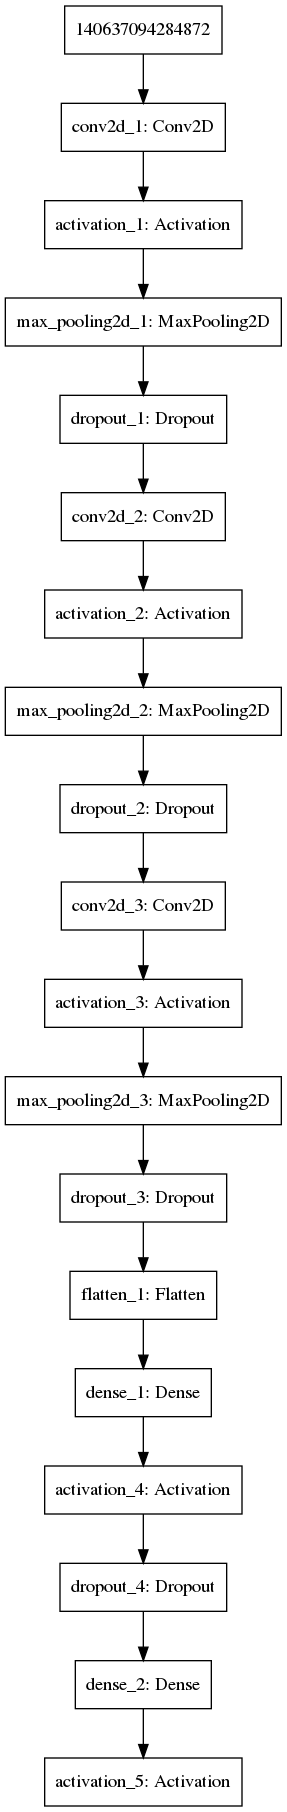 140637094284872
conv2d_1: Conv2D
activation_1: Activation
max_pooling2d_1: MaxPooling2D
dropout_1: Dropout
conv2d_2: Conv2D
activation_2: Activation
max_pooling2d_2: MaxPooling2D
dropout_2: Dropout
conv2d_3: Conv2D
activation_3: Activation
max_pooling2d_3: MaxPooling2D
dropout_3: Dropout
flatten_1: Flatten
dense_1: Dense
activation_4: Activation
dropout_4: Dropout
dense_2: Dense
activation_5: Activation